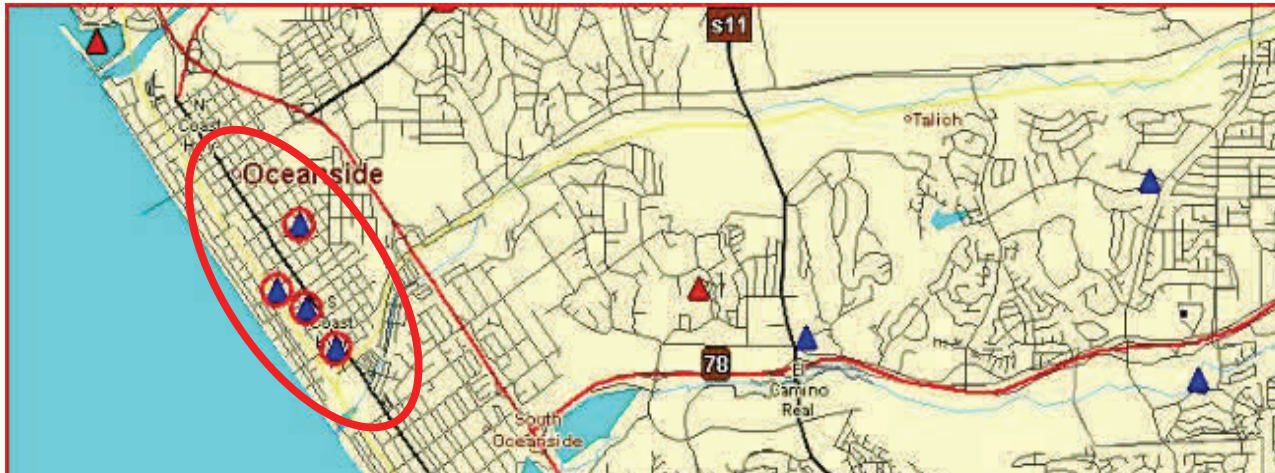 S11
N
Coast
Hwy
Oceanside
Talich
S
Coast
78
El
Camino
Real
South
Oceanside